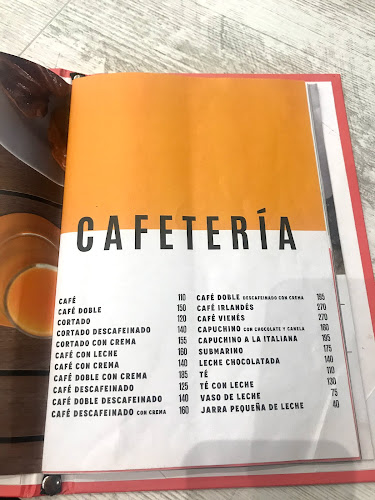 CAFETERÍA
CAFÉ 110
CAFÉ DOBLE 150
CORTADO 120
CORTADO DESCAFEINADO 140
CORTADO CON CREMA 155
CAFÉ CON LECHE 160
CAFÉ CON CREMA 140
CAFÉ DOBLE CON CREMA 185
CAFÉ DESCAFEINADO 125
CAFÉ DOBLE DESCAFEINADO 140
CAFÉ DESCAFEINADO CON CREMA 160
CAFÉ DOBLE DESCAFEINADO CON CREMA 195
CAFÉ IRLANDÉS 270
CAFÉ VIENÉS 270
CAPUCHINO CON CHOCOLATE Y CANELA 180
CAPUCHINO A LA ITALIANA 195
SUBMARINO 175
LECHE CHOCOLATADA 140
TÉ 110
TÉ CON LECHE 130
VASO DE LECHE 75
JARRA PEQUEÑA DE LECHE 40